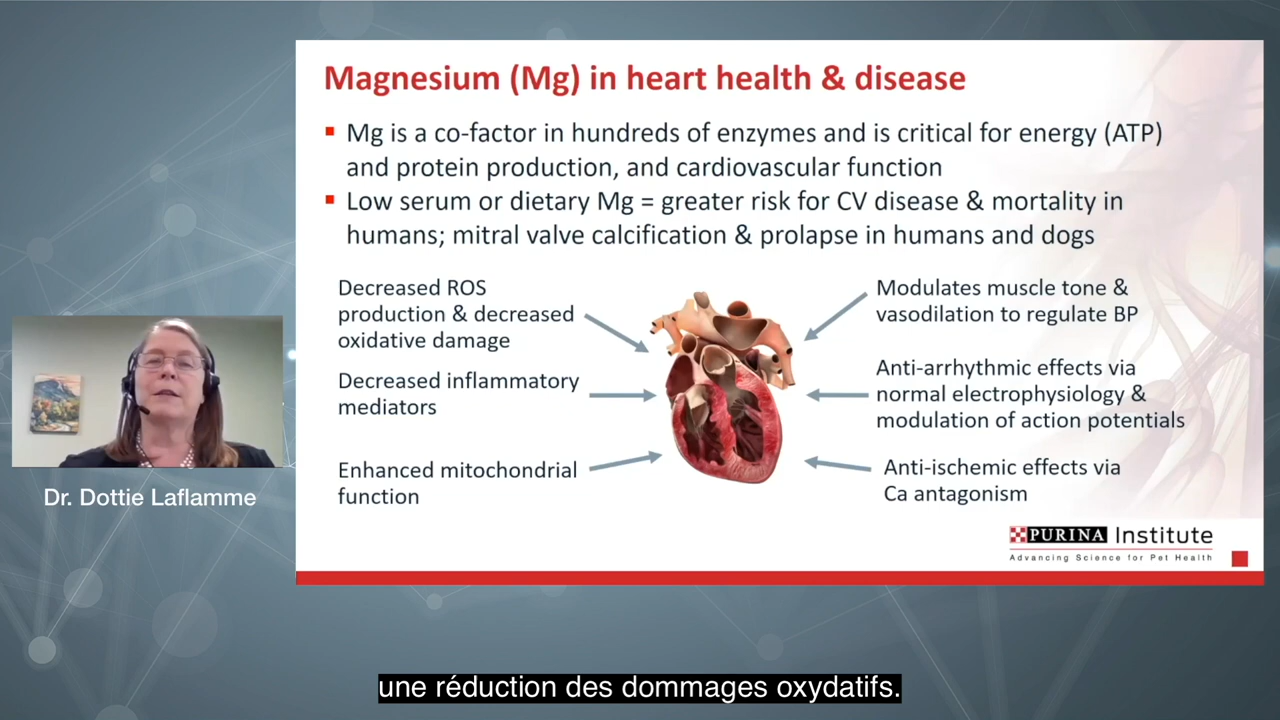 Magnesium (Mg) in heart health & disease
Mg is a co-factor in hundreds of enzymes and is critical for energy (ATP)
and protein production, and cardiovascular function
Low serum or dietary Mg = greater risk for CV disease & mortality in
humans; mitral valve calcification & prolapse in humans and dogs
Decreased ROS
production & decreased
oxidative damage
Decreased inflammatory
mediators
Enhanced mitochondrial
function
Modulates muscle tone &
vasodilation to regulate BP
Anti-arrhythmic effects via
normal electrophysiology &
modulation of action potentials
Anti-ischemic effects via
Ca antagonism
PURINA Institute
Advancing Science for Pet Health
Dr. Dottie Laflamme
une réduction des dommages oxydatifs.